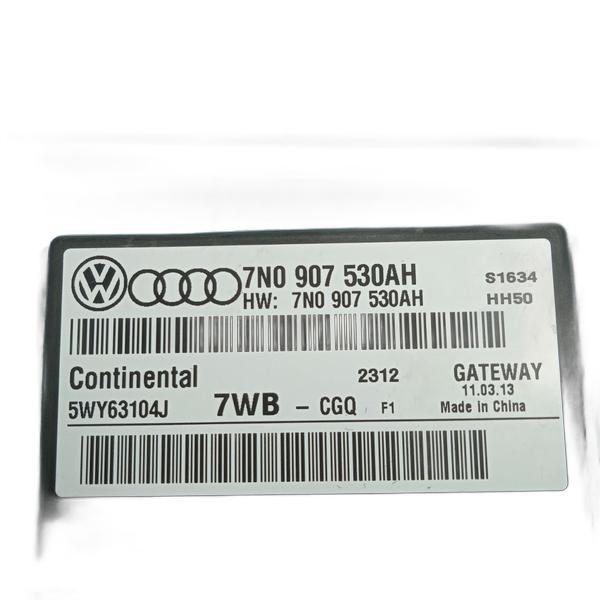 7N0 907 530AH S1634
HW: 7N0 907 530AH HH50
Continental 2312 GATEWAY
11.03.13
5WY63104J 7WB - CGQ F1 Made in China